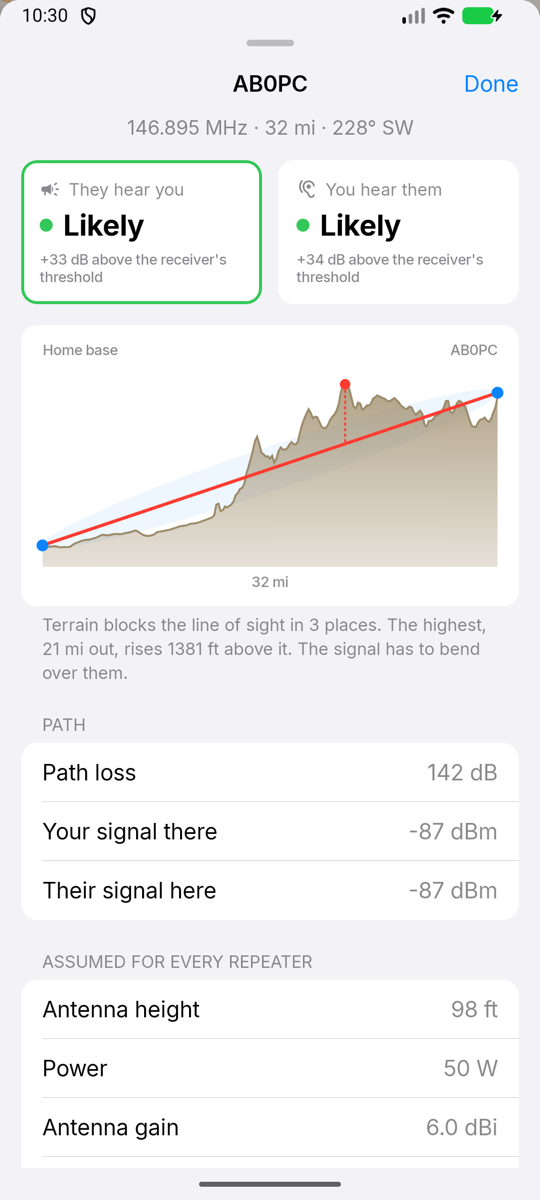 10:30
AB0PC
Done
146.895 MHz · 32 mi · 228° SW
They hear you
Likely
+33 dB above the receiver's
threshold
You hear them
Likely
+34 dB above the receiver's
threshold
Home base
AB0PC
32 mi
Terrain blocks the line of sight in 3 places. The highest,
21 mi out, rises 1381 ft above it. The signal has to bend
over them.
PATH
Path loss
142 dB
Your signal there
-87 dBm
Their signal here
-87 dBm
ASSUMED FOR EVERY REPEATER
Antenna height
98 ft
Power
50 W
Antenna gain
6.0 dBi